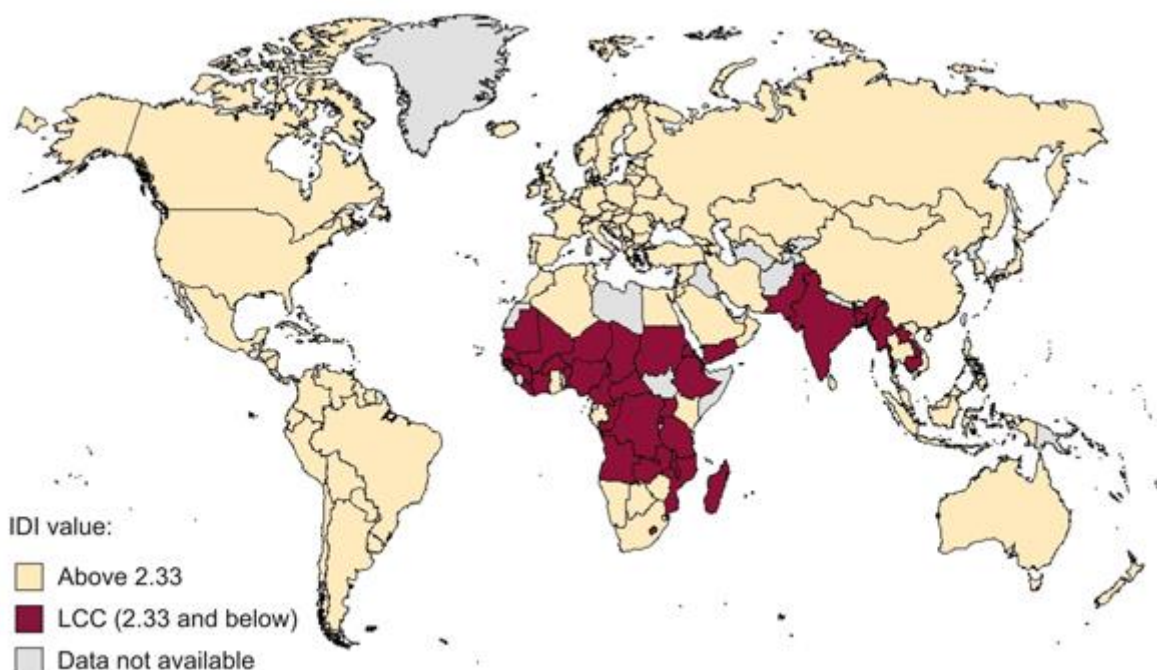 IDI value:
Above 2.33
LCC (2.33 and below)
Data not available